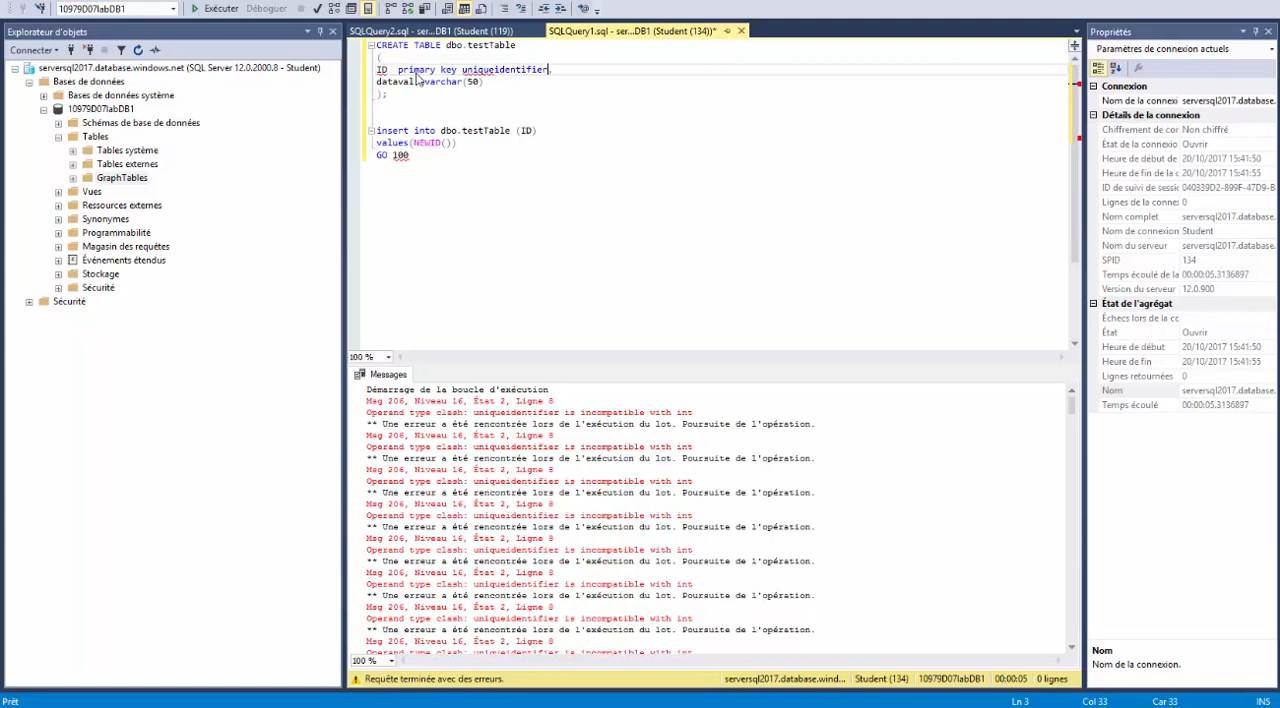 10979D07labDB1 Exécuter Déboguer
Explorateur d'objets
Connecter
serversql2017.database.windows.net (SQL Server 12.0.2000.8 - Student)
Bases de données
Bases de données système
10979D07labDB1
Schémas de base de données
Tables
Tables système
Tables externes
GraphTables
Vues
Ressources externes
Synonymes
Programmabilité
Magasin des requêtes
Événements étendus
Stockage
Sécurité
Sécurité
SQLQuery2.sql - ser...DB1 (Student (119)) SQLQuery1.sql - ser...DB1 (Student (134))*
CREATE TABLE dbo.testTable
(
ID primary key uniqueidentifier,
dataval varchar(50)
);
insert into dbo.testTable (ID)
values(NEWID())
GO 100
100 %
Messages
Démarrage de la boucle d'exécution
Msg 206, Niveau 16, État 2, Ligne 8
Operand type clash: uniqueidentifier is incompatible with int
** Une erreur a été rencontrée lors de l'exécution du lot. Poursuite de l'opération.
Msg 206, Niveau 16, État 2, Ligne 8
Operand type clash: uniqueidentifier is incompatible with int
** Une erreur a été rencontrée lors de l'exécution du lot. Poursuite de l'opération.
Msg 206, Niveau 16, État 2, Ligne 8
Operand type clash: uniqueidentifier is incompatible with int
** Une erreur a été rencontrée lors de l'exécution du lot. Poursuite de l'opération.
Msg 206, Niveau 16, État 2, Ligne 8
Operand type clash: uniqueidentifier is incompatible with int
** Une erreur a été rencontrée lors de l'exécution du lot. Poursuite de l'opération.
Msg 206, Niveau 16, État 2, Ligne 8
Operand type clash: uniqueidentifier is incompatible with int
** Une erreur a été rencontrée lors de l'exécution du lot. Poursuite de l'opération.
Msg 206, Niveau 16, État 2, Ligne 8
Operand type clash: uniqueidentifier is incompatible with int
** Une erreur a été rencontrée lors de l'exécution du lot. Poursuite de l'opération.
Msg 206, Niveau 16, État 2, Ligne 8
Operand type clash: uniqueidentifier is incompatible with int
** Une erreur a été rencontrée lors de l'exécution du lot. Poursuite de l'opération.
Msg 206, Niveau 16, État 2, Ligne 8
Operand type clash: uniqueidentifier is incompatible with int
100 %
Requête terminée avec des erreurs. serversql2017.database.wind... Student (134) 10979D07labDB1 00:00:05 0 lignes
Propriétés
Paramètres de connexion actuels
Connexion
Nom de la connexi serversql2017.database.
Détails de la connexion
Chiffrement de cor Non chiffré
État de la connexio Ouvrir
Heure de début de 20/10/2017 15:41:50
Heure de fin de la c 20/10/2017 15:41:55
ID de suivi de sessic 040339D2-899F-47D9-B
Lignes de la connex 0
Nom complet serversql2017.database.
Nom de connexion Student
Nom du serveur serversql2017.database.
SPID 134
Temps écoulé de la 00:00:05.3136897
Version du serveur 12.0.900
État de l'agrégat
Échecs lors de la cc
État Ouvrir
Heure de début 20/10/2017 15:41:50
Heure de fin 20/10/2017 15:41:55
Lignes retournées 0
Nom serversql2017.database.
Temps écoulé 00:00:05.3136897
Nom
Nom de la connexion.
Prêt Ln 3 Col 33 Car 33 INS